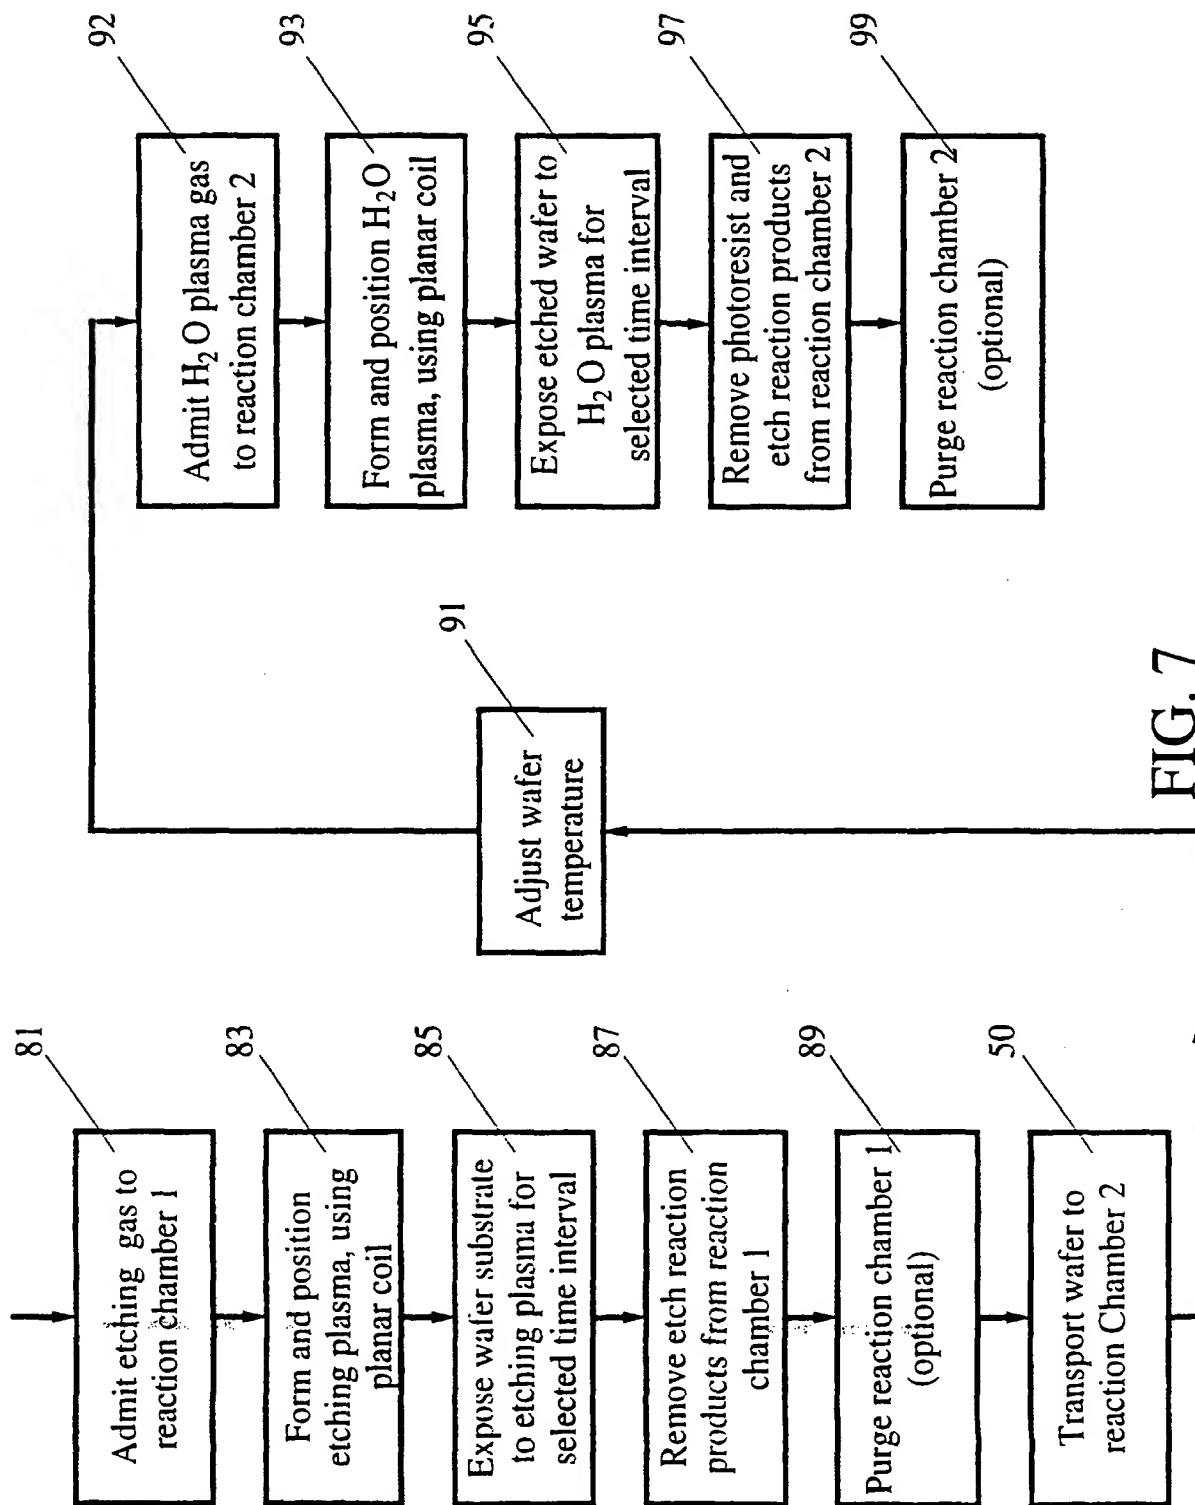 81
Admit etching gas to
reaction chamber 1
83
Form and position
etching plasma, using
planar coil
85
Expose wafer substrate
to etching plasma for
selected time interval
87
Remove etch reaction
products from reaction
chamber 1
89
Purge reaction chamber 1
(optional)
50
Transport wafer to
reaction Chamber 2
91
Adjust wafer
temperature
92
Admit H₂O plasma gas
to reaction chamber 2
93
Form and position H₂O
plasma, using planar coil
95
Expose etched wafer to
H₂O plasma for
selected time interval
97
Remove photoresist and
etch reaction products
from reaction chamber 2
99
Purge reaction chamber 2
(optional)
FIG. 7